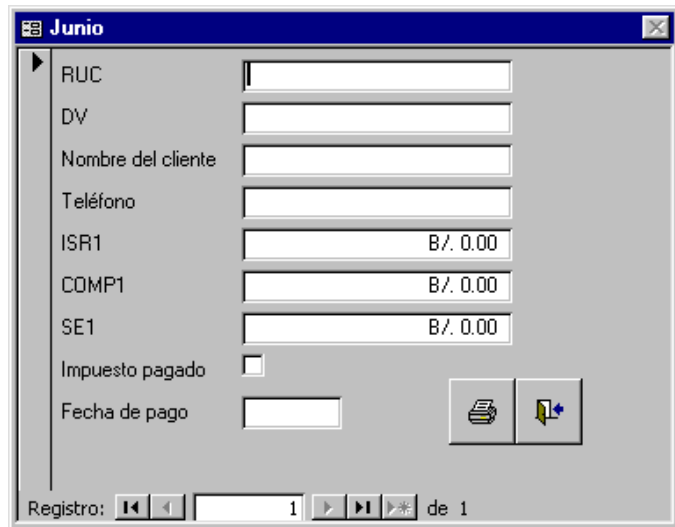 Junio
RUC
DV
Nombre del cliente
Teléfono
ISR1 B/. 0.00
COMP1 B/. 0.00
SE1 B/. 0.00
Impuesto pagado
Fecha de pago
Registro: 1 de 1